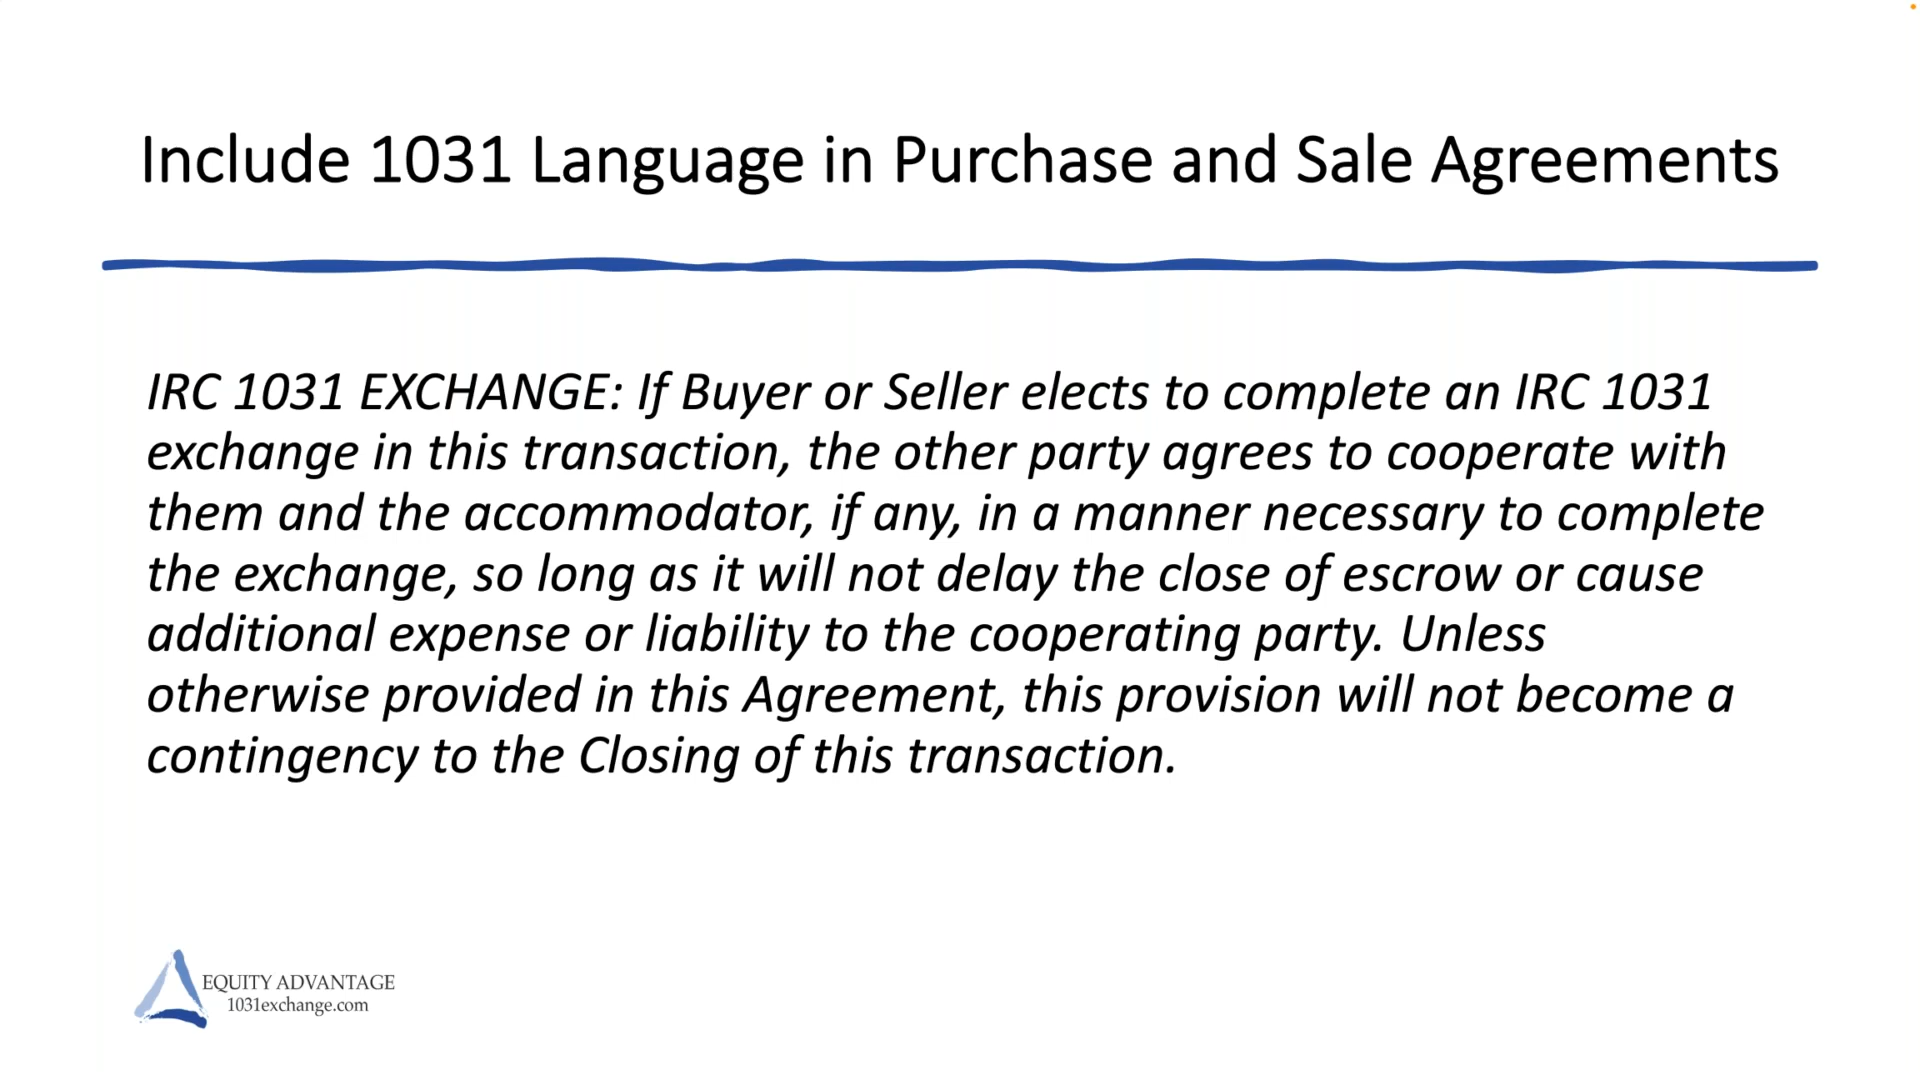 Include 1031 Language in Purchase and Sale Agreements
IRC 1031 EXCHANGE: If Buyer or Seller elects to complete an IRC 1031
exchange in this transaction, the other party agrees to cooperate with
them and the accommodator, if any, in a manner necessary to complete
the exchange, so long as it will not delay the close of escrow or cause
additional expense or liability to the cooperating party. Unless
otherwise provided in this Agreement, this provision will not become a
contingency to the Closing of this transaction.
EQUITY ADVANTAGE
1031exchange.com